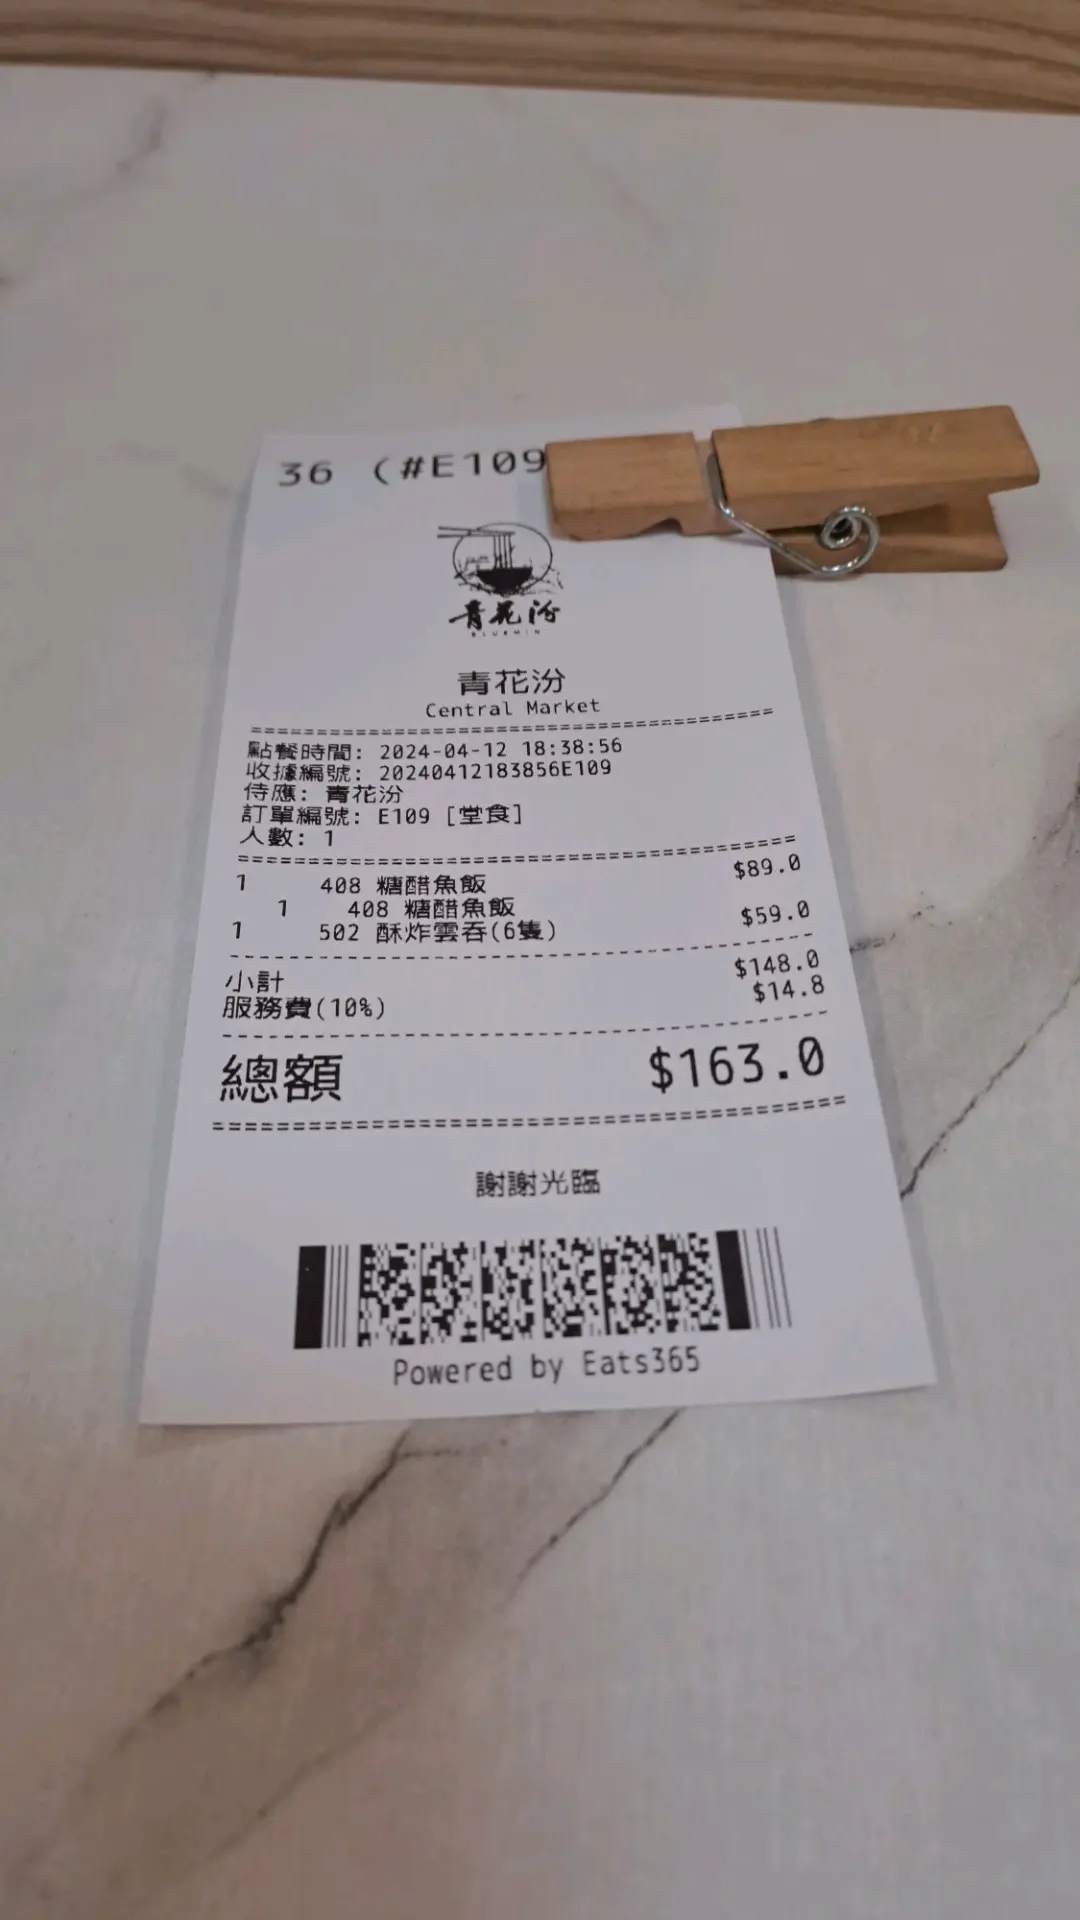 36 (#E109
青花汾
青花汾
Central Market
點餐時間: 2024-04-12 18:38:56
收據編號: 20240412183856E109
侍應: 青花汾
訂單編號: E109 [堂食]
人數: 1
1 408 糖醋魚飯 $89.0
1 408 糖醋魚飯
1 502 酥炸雲吞(6隻) $59.0
小計 $148.0
服務費(10%) $14.8
總額 $163.0
謝謝光臨
Powered by Eats365